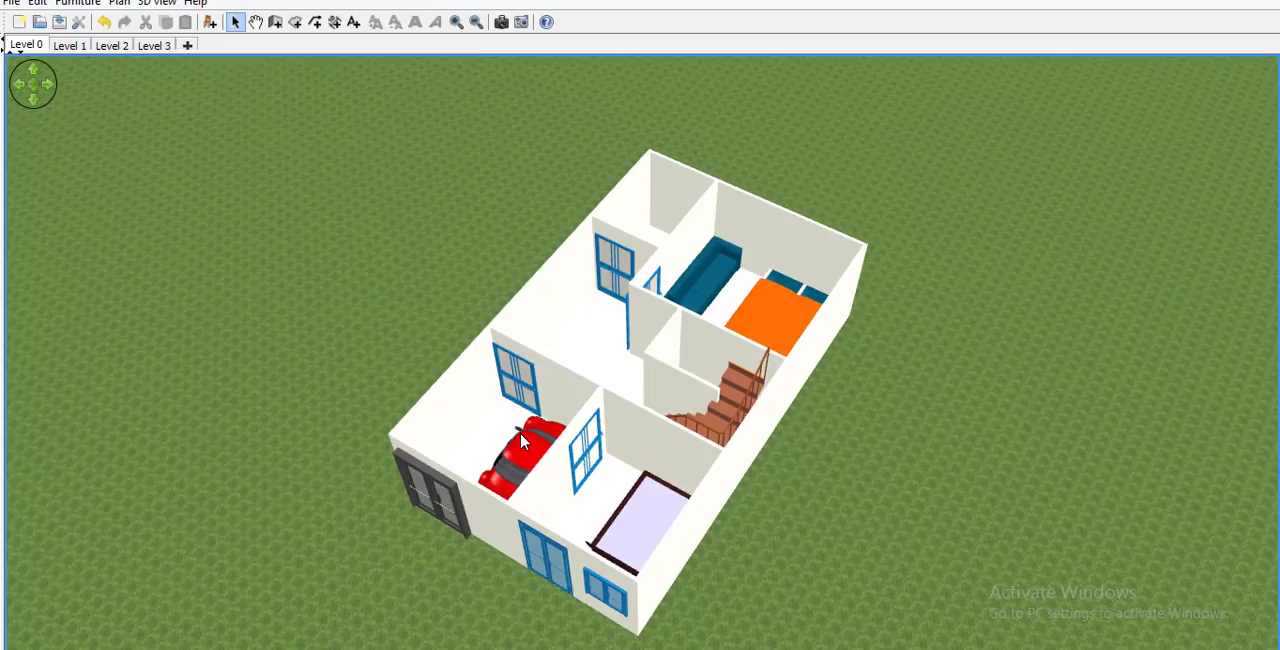 File Edit Furniture Plan 3D view Help
Level 0 Level 1 Level 2 Level 3
Activate Windows
Go to PC settings to activate Windows.